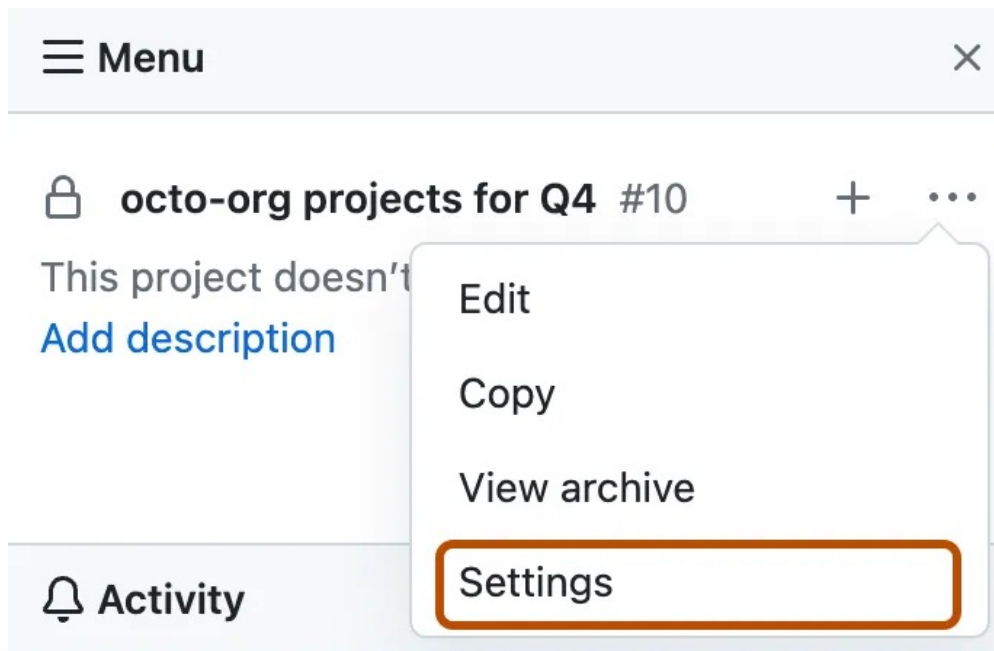 Menu
octo-org projects for Q4 #10
This project doesn’t
Add description
Edit
Copy
View archive
Settings
Activity